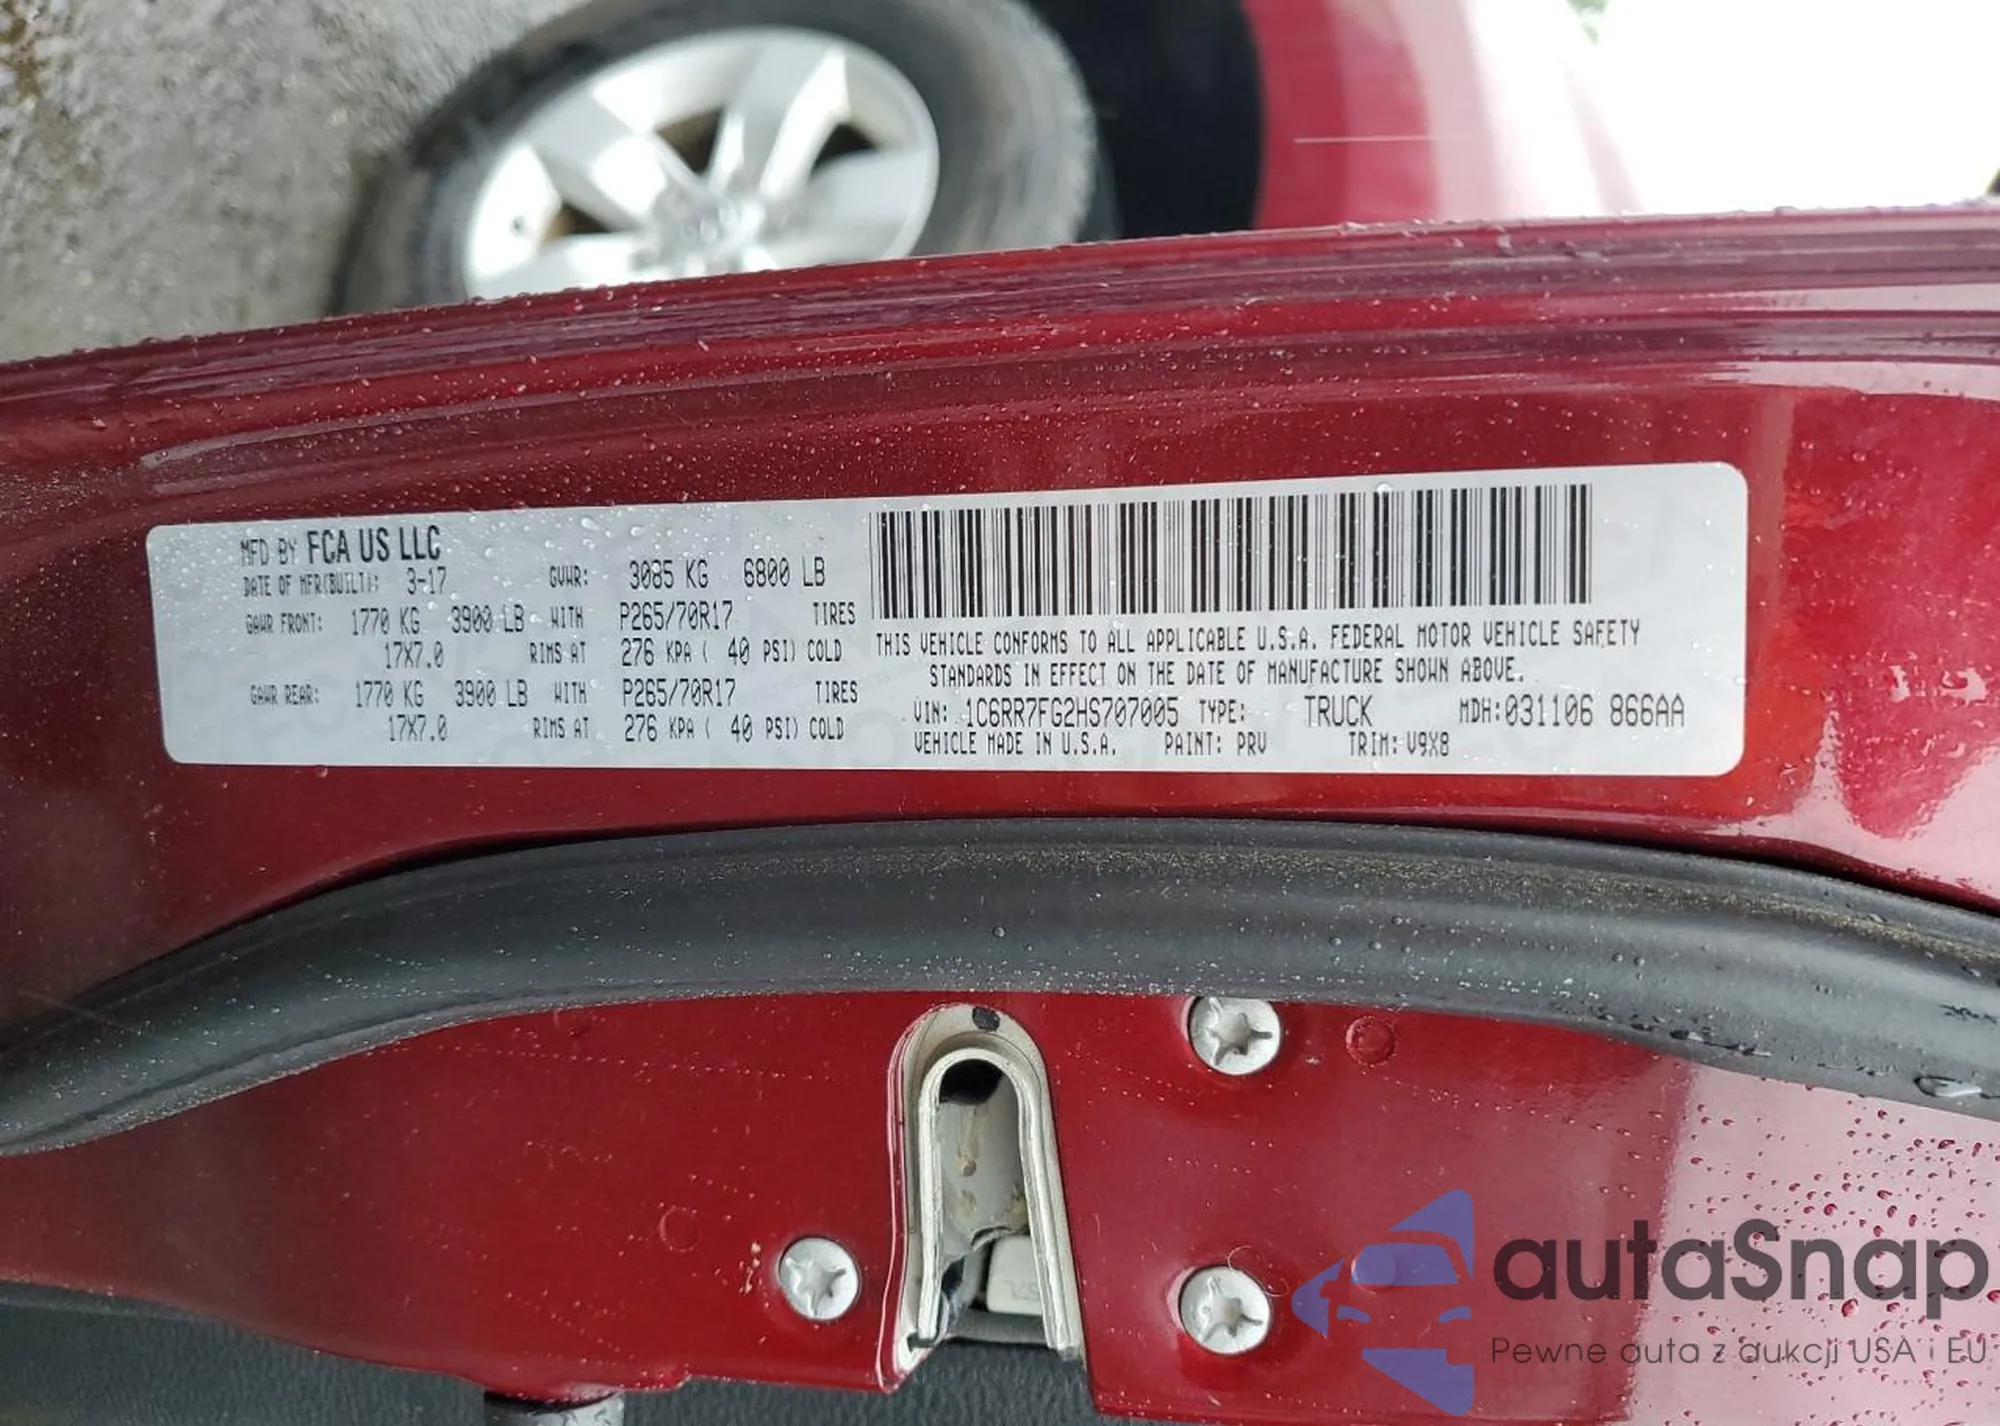 MFD BY FCA US LLC
DATE OF MFR(BUILT): 3-17 GVWR: 3085 KG 6800 LB
GAWR FRONT: 1770 KG 3900 LB WITH P265/70R17 TIRES
17X7.0 RIMS AT 276 KPA ( 40 PSI) COLD
GAWR REAR: 1770 KG 3900 LB WITH P265/70R17 TIRES
17X7.0 RIMS AT 276 KPA ( 40 PSI) COLD
THIS VEHICLE CONFORMS TO ALL APPLICABLE U.S.A. FEDERAL MOTOR VEHICLE SAFETY
STANDARDS IN EFFECT ON THE DATE OF MANUFACTURE SHOWN ABOVE.
VIN: 1C6RR7FG2HS707005 TYPE: TRUCK MDH:031106 866AA
VEHICLE MADE IN U.S.A. PAINT: PRV TRIM: V9X8
autaSnap
Pewne auta z aukcji USA i EU